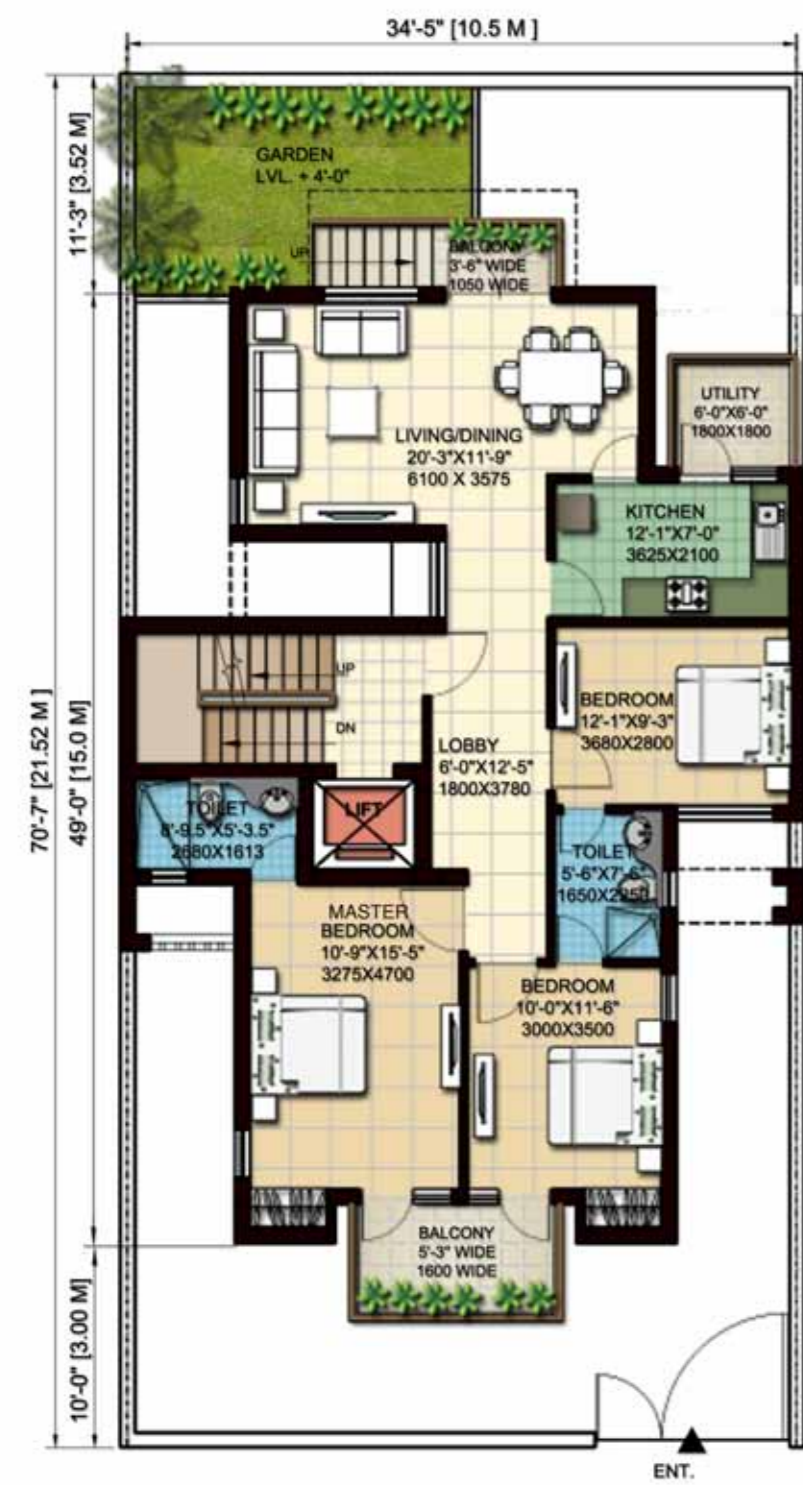 34'-5" [10.5 M ]
11'-3" [3.52 M]
GARDEN
LVL. + 4'-0"
UP
BALCONY
3'-6" WIDE
1050 WIDE
UTILITY
6'-0"X6'-0"
1800X1800
LIVING/DINING
20'-3"X11'-9"
6100 X 3575
KITCHEN
12'-1"X7'-0"
3625X2100
70'-7" [21.52 M ]
49'-0" [15.0 M]
UP
DN
BEDROOM
12'-1"X9'-3"
3680X2800
LOBBY
6'-0"X12'-5"
1800X3780
TOILET
8'-9.5"X5'-3.5"
2680X1613
LIFT
TOILET
5'-6"X7'-6"
1650X2250
MASTER
BEDROOM
10'-9"X15'-5"
3275X4700
BEDROOM
10'-0"X11'-6"
3000X3500
BALCONY
5'-3" WIDE
1600 WIDE
10'-0" [3.00 M]
ENT.